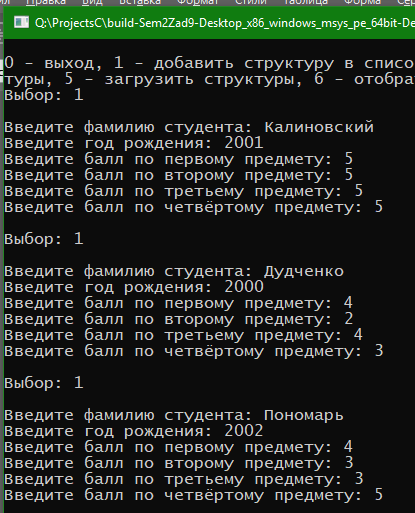 Вставка Формат Стили Таблица Форма
Q:\ProjectsC\build-Sem2Zad9-Desktop_x86_windows_msys_pe_64bit-De
0 - выход, 1 - добавить структуру в списо
туры, 5 - загрузить структуры, 6 - отобра
Выбор: 1
Введите фамилию студента: Калиновский
Введите год рождения: 2001
Введите балл по первому предмету: 5
Введите балл по второму предмету: 5
Введите балл по третьему предмету: 5
Введите балл по четвёртому предмету: 5
Выбор: 1
Введите фамилию студента: Дудченко
Введите год рождения: 2000
Введите балл по первому предмету: 4
Введите балл по второму предмету: 2
Введите балл по третьему предмету: 4
Введите балл по четвёртому предмету: 3
Выбор: 1
Введите фамилию студента: Пономарь
Введите год рождения: 2002
Введите балл по первому предмету: 4
Введите балл по второму предмету: 3
Введите балл по третьему предмету: 3
Введите балл по четвёртому предмету: 5